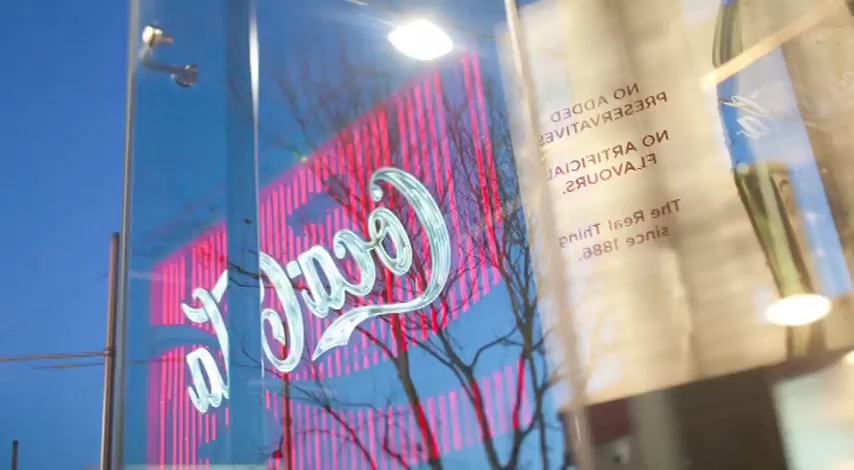 Coca-Cola
NO ADDED
PRESERVATIVES
NO ARTIFICIAL
FLAVOURS.
The Real Thing
since 1886.